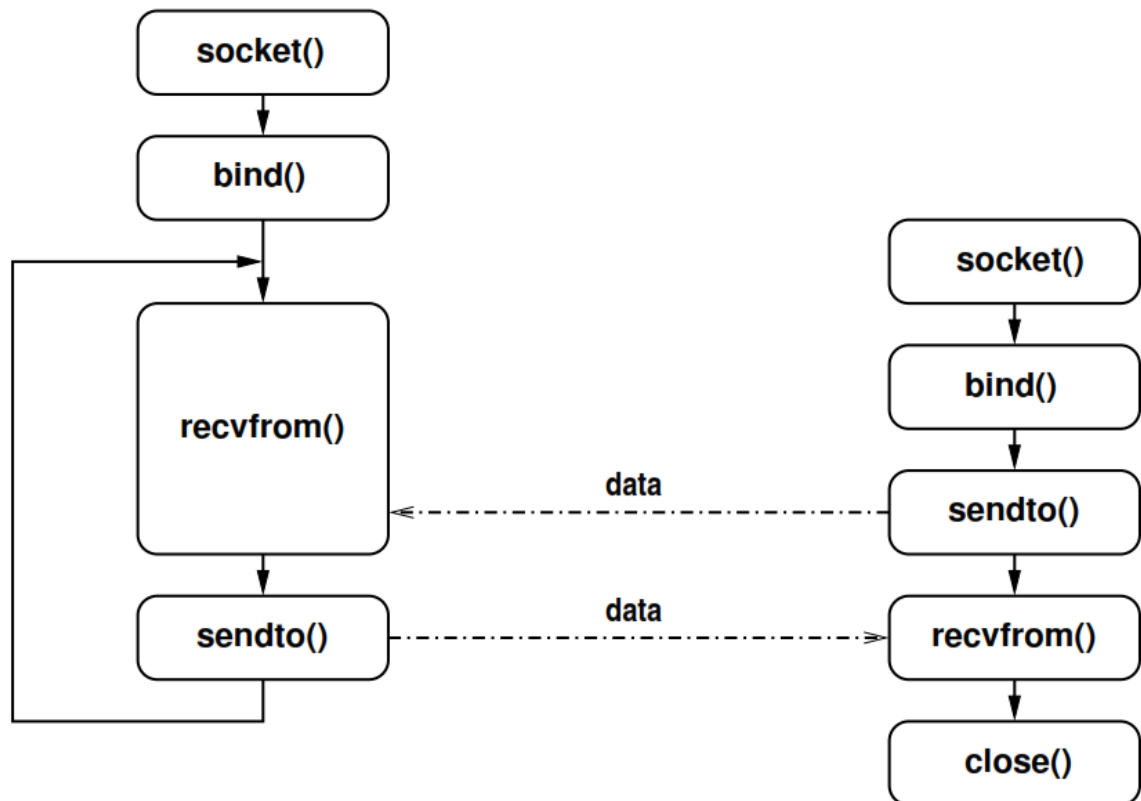 socket()
bind()
recvfrom()
sendto()
data
data
socket()
bind()
sendto()
recvfrom()
close()